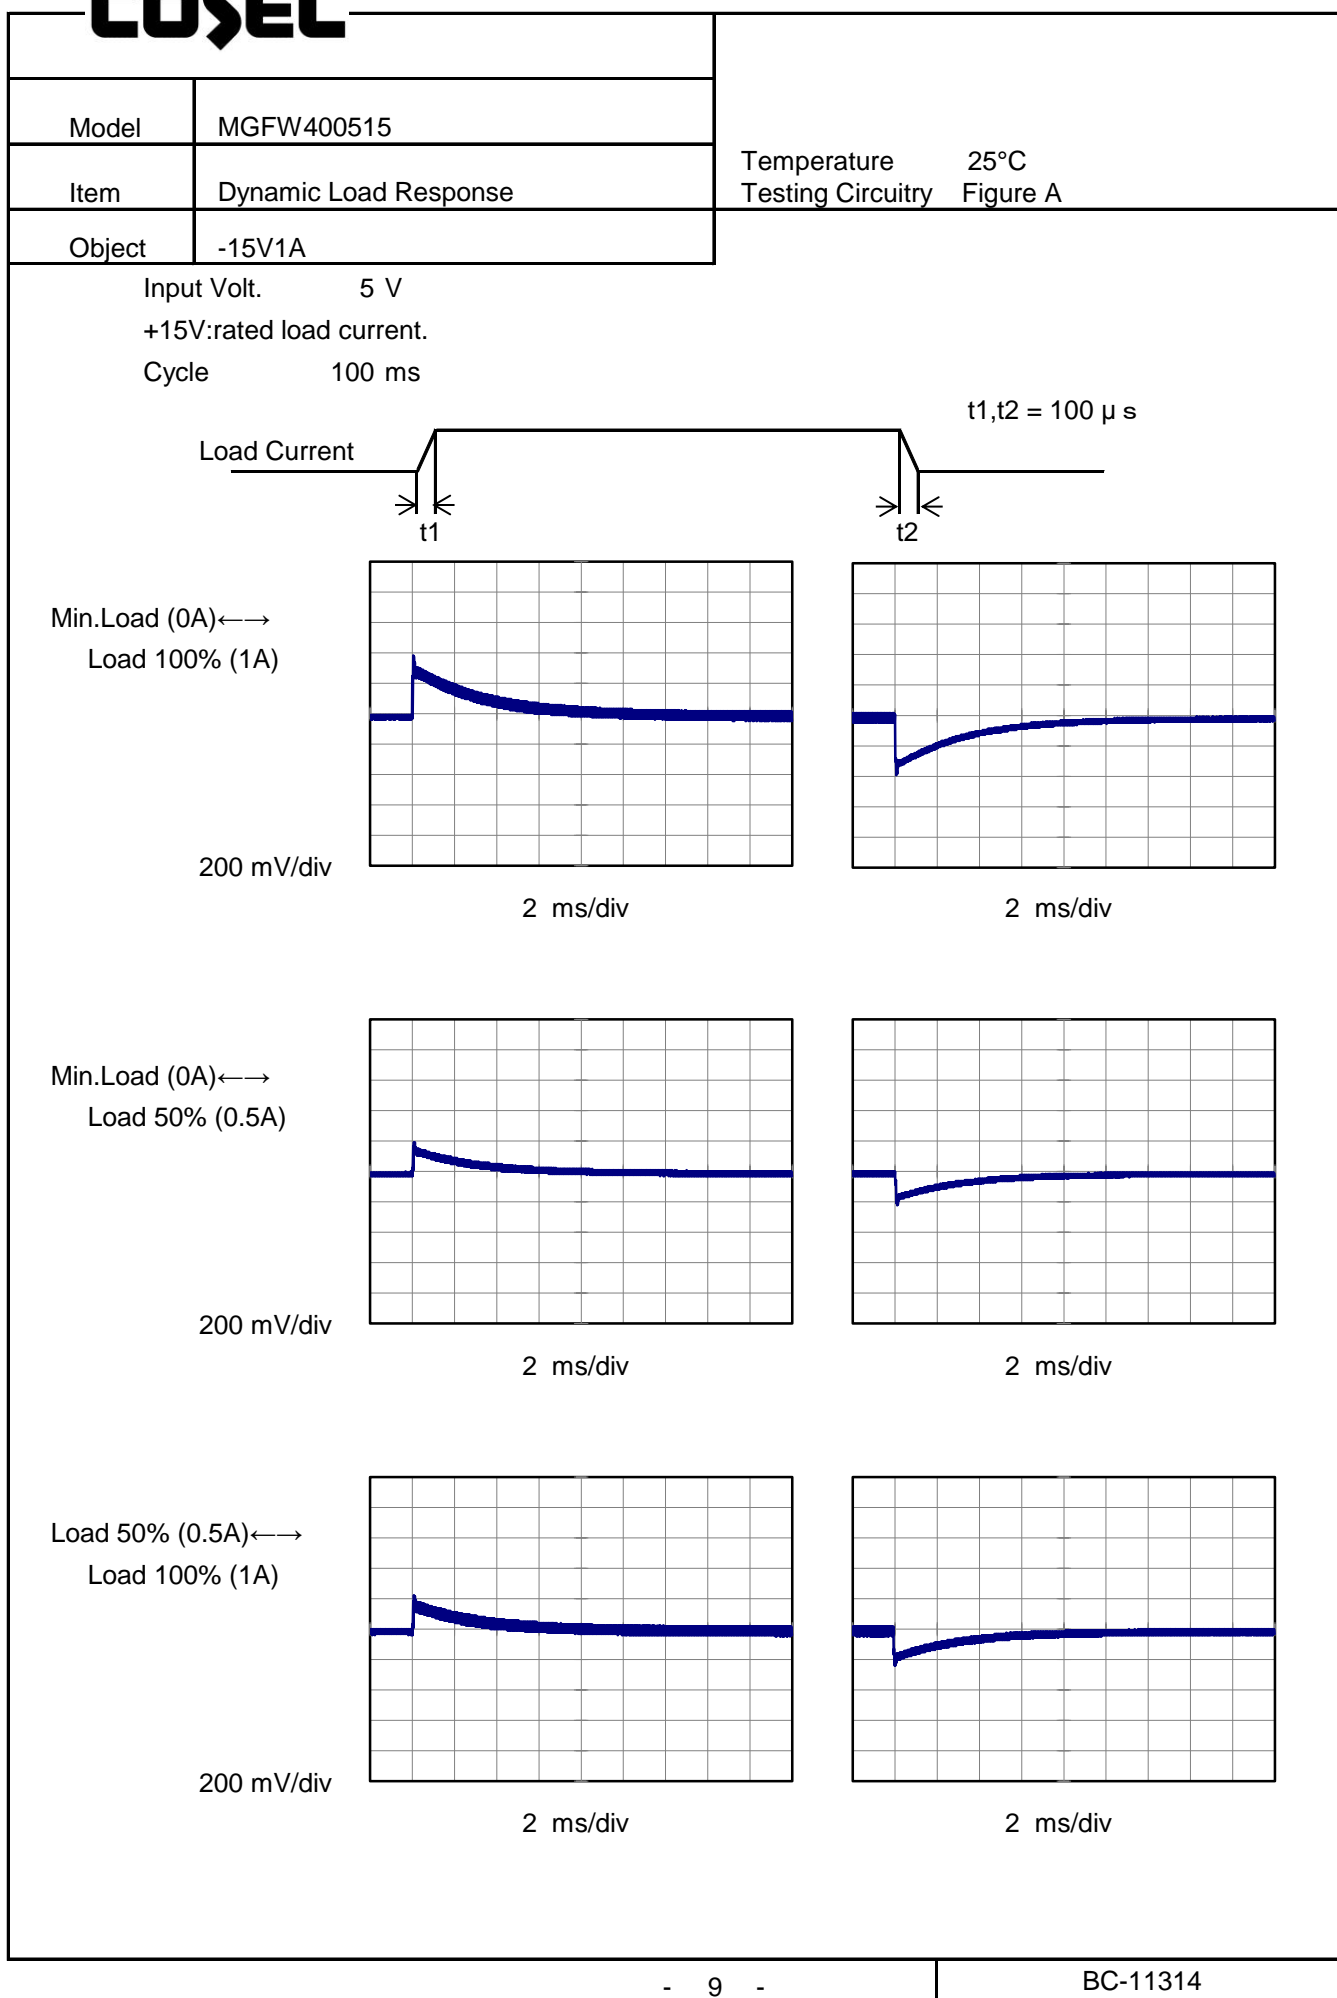 COSEL
Model MGFW400515
Item Dynamic Load Response
Object -15V1A
Temperature 25°C
Testing Circuitry Figure A
Input Volt. 5 V
+15V:rated load current.
Cycle 100 ms
t1,t2 = 100 μ s
Load Current
t1 t2
Min.Load (0A)←→
Load 100% (1A)
200 mV/div
2 ms/div 2 ms/div
Min.Load (0A)←→
Load 50% (0.5A)
200 mV/div
2 ms/div 2 ms/div
Load 50% (0.5A)←→
Load 100% (1A)
200 mV/div
2 ms/div 2 ms/div
- 9 - BC-11314